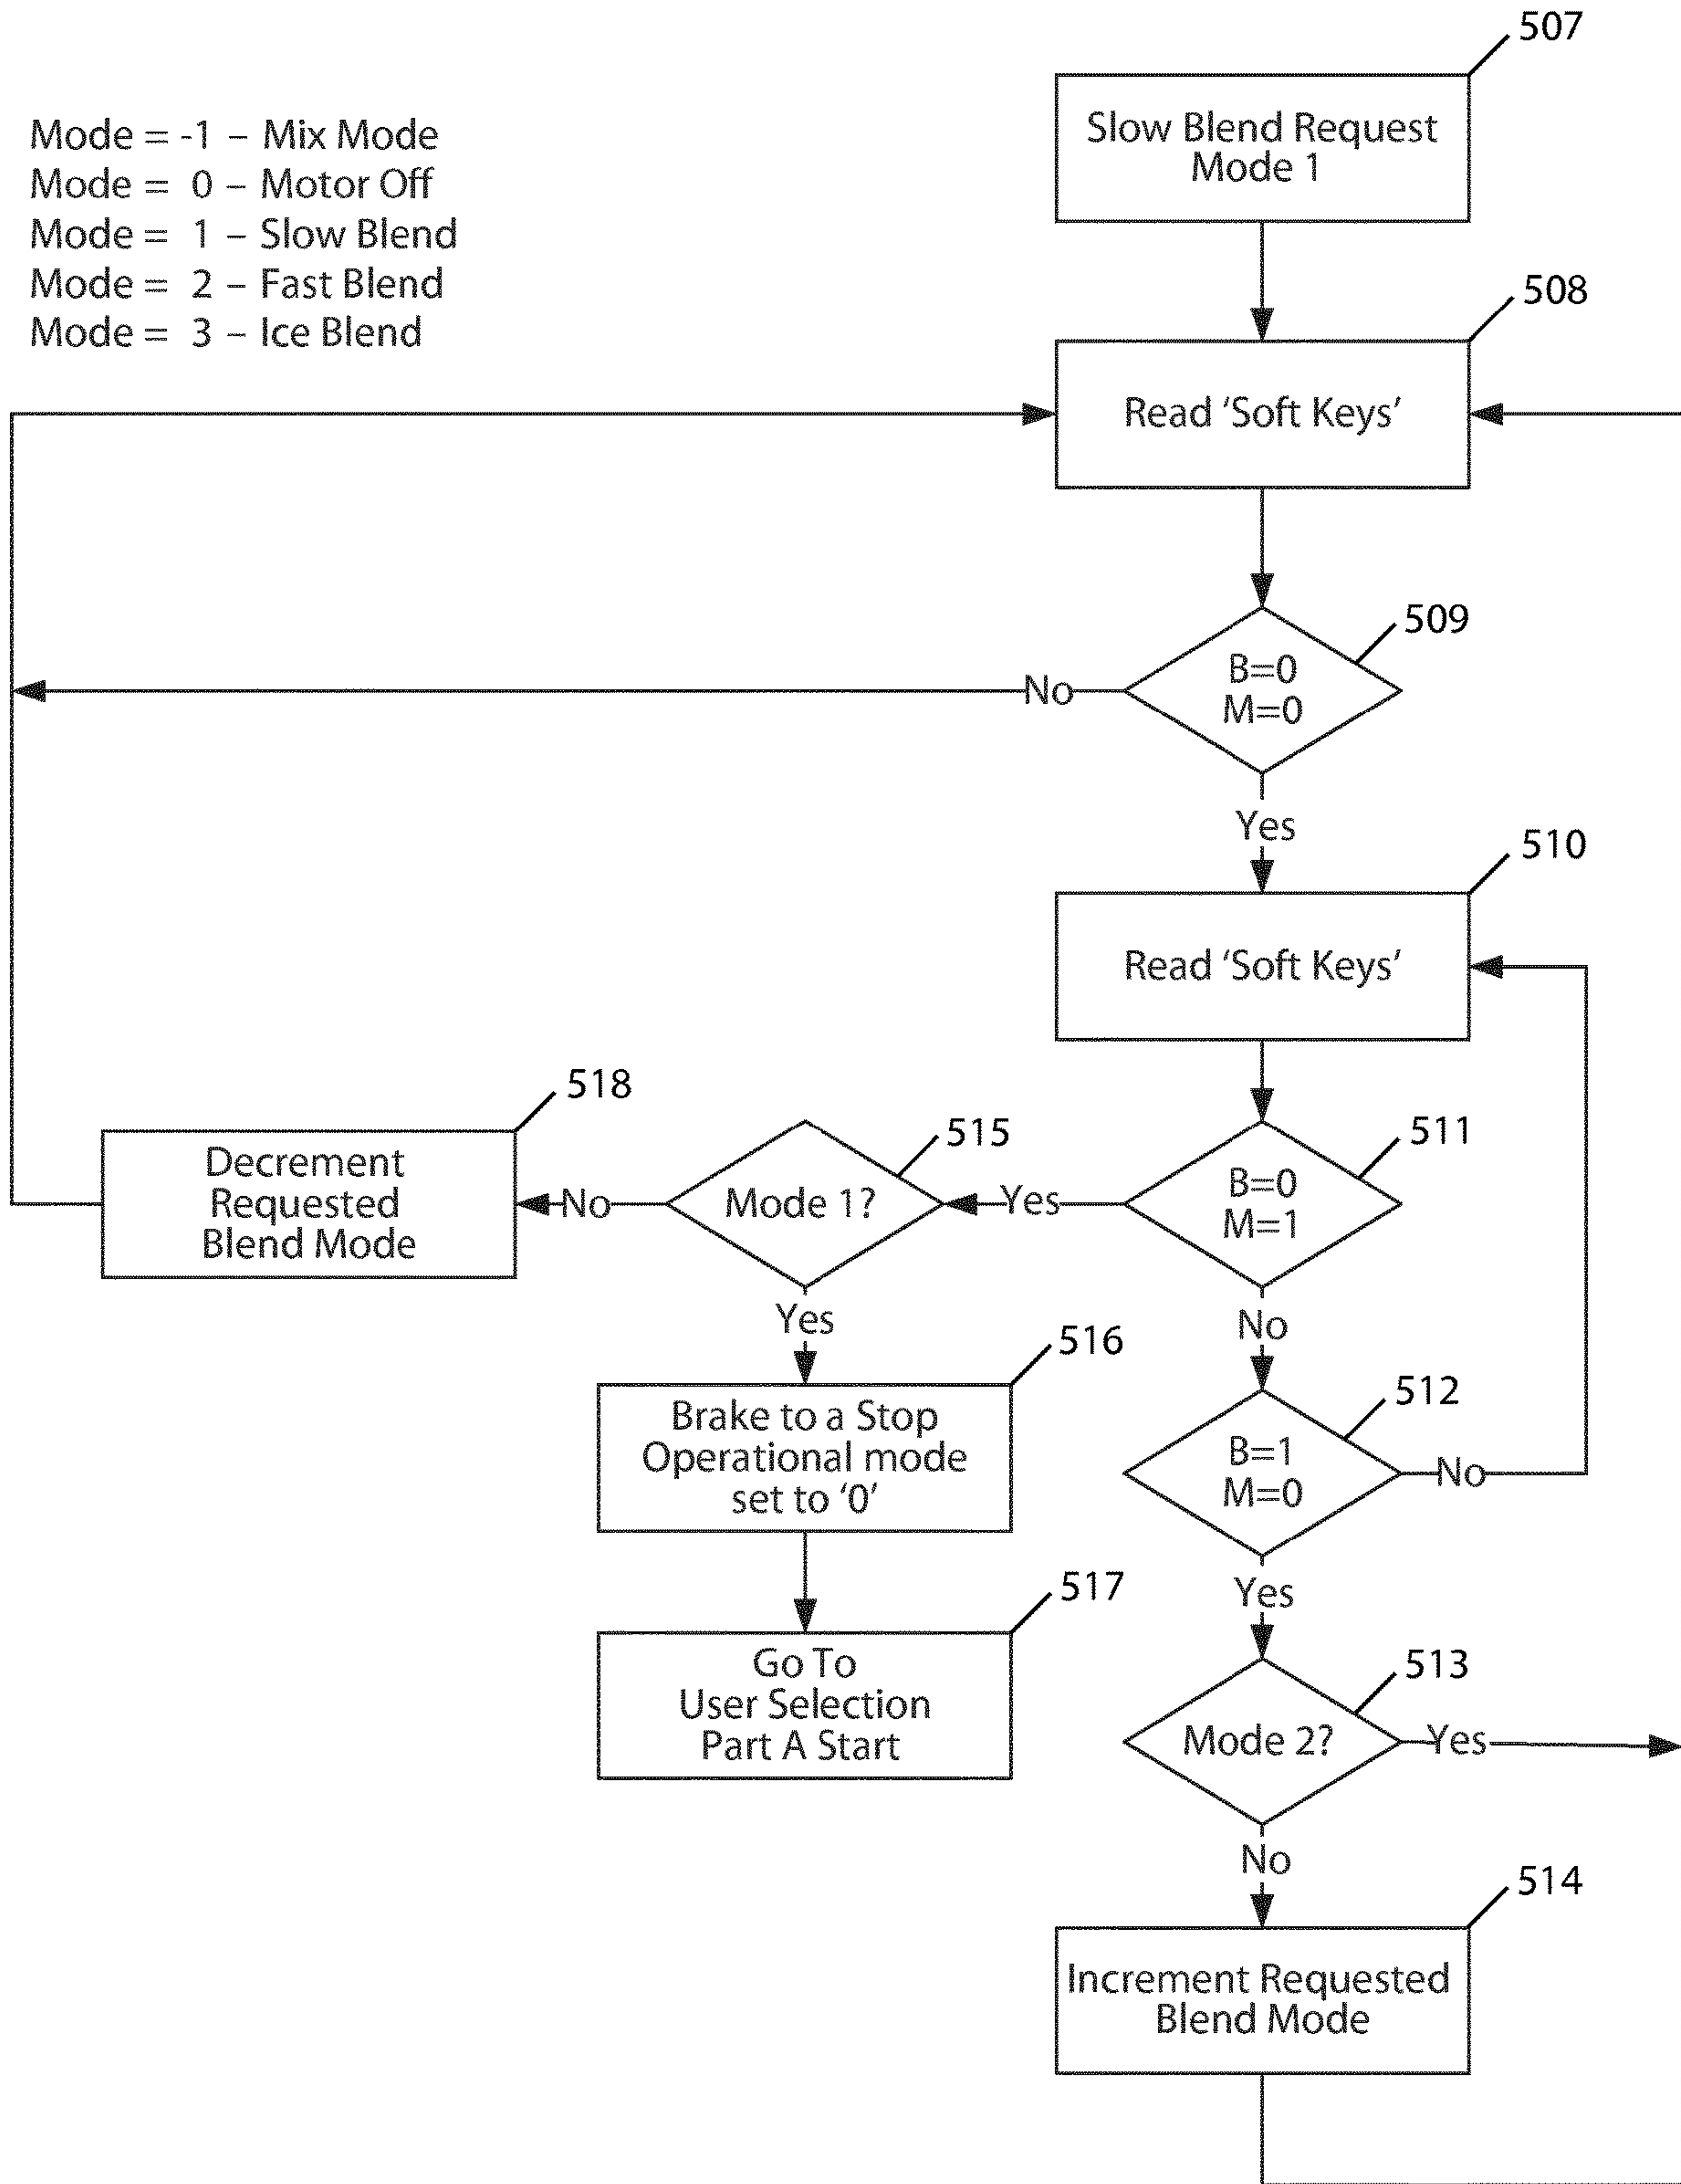 507
Slow Blend Request
Mode 1
Mode = -1 – Mix Mode
Mode = 0 – Motor Off
Mode = 1 – Slow Blend
Mode = 2 – Fast Blend
Mode = 3 – Ice Blend
508
Read ‘Soft Keys’
509
B=0
M=0
No
Yes
510
Read ‘Soft Keys’
518
Decrement
Requested
Blend Mode
No
515
Mode 1?
Yes
511
B=0
M=1
Yes
No
516
Brake to a Stop
Operational mode
set to ‘0’
512
B=1
M=0
No
Yes
517
Go To
User Selection
Part A Start
513
Mode 2?
Yes
No
514
Increment Requested
Blend Mode